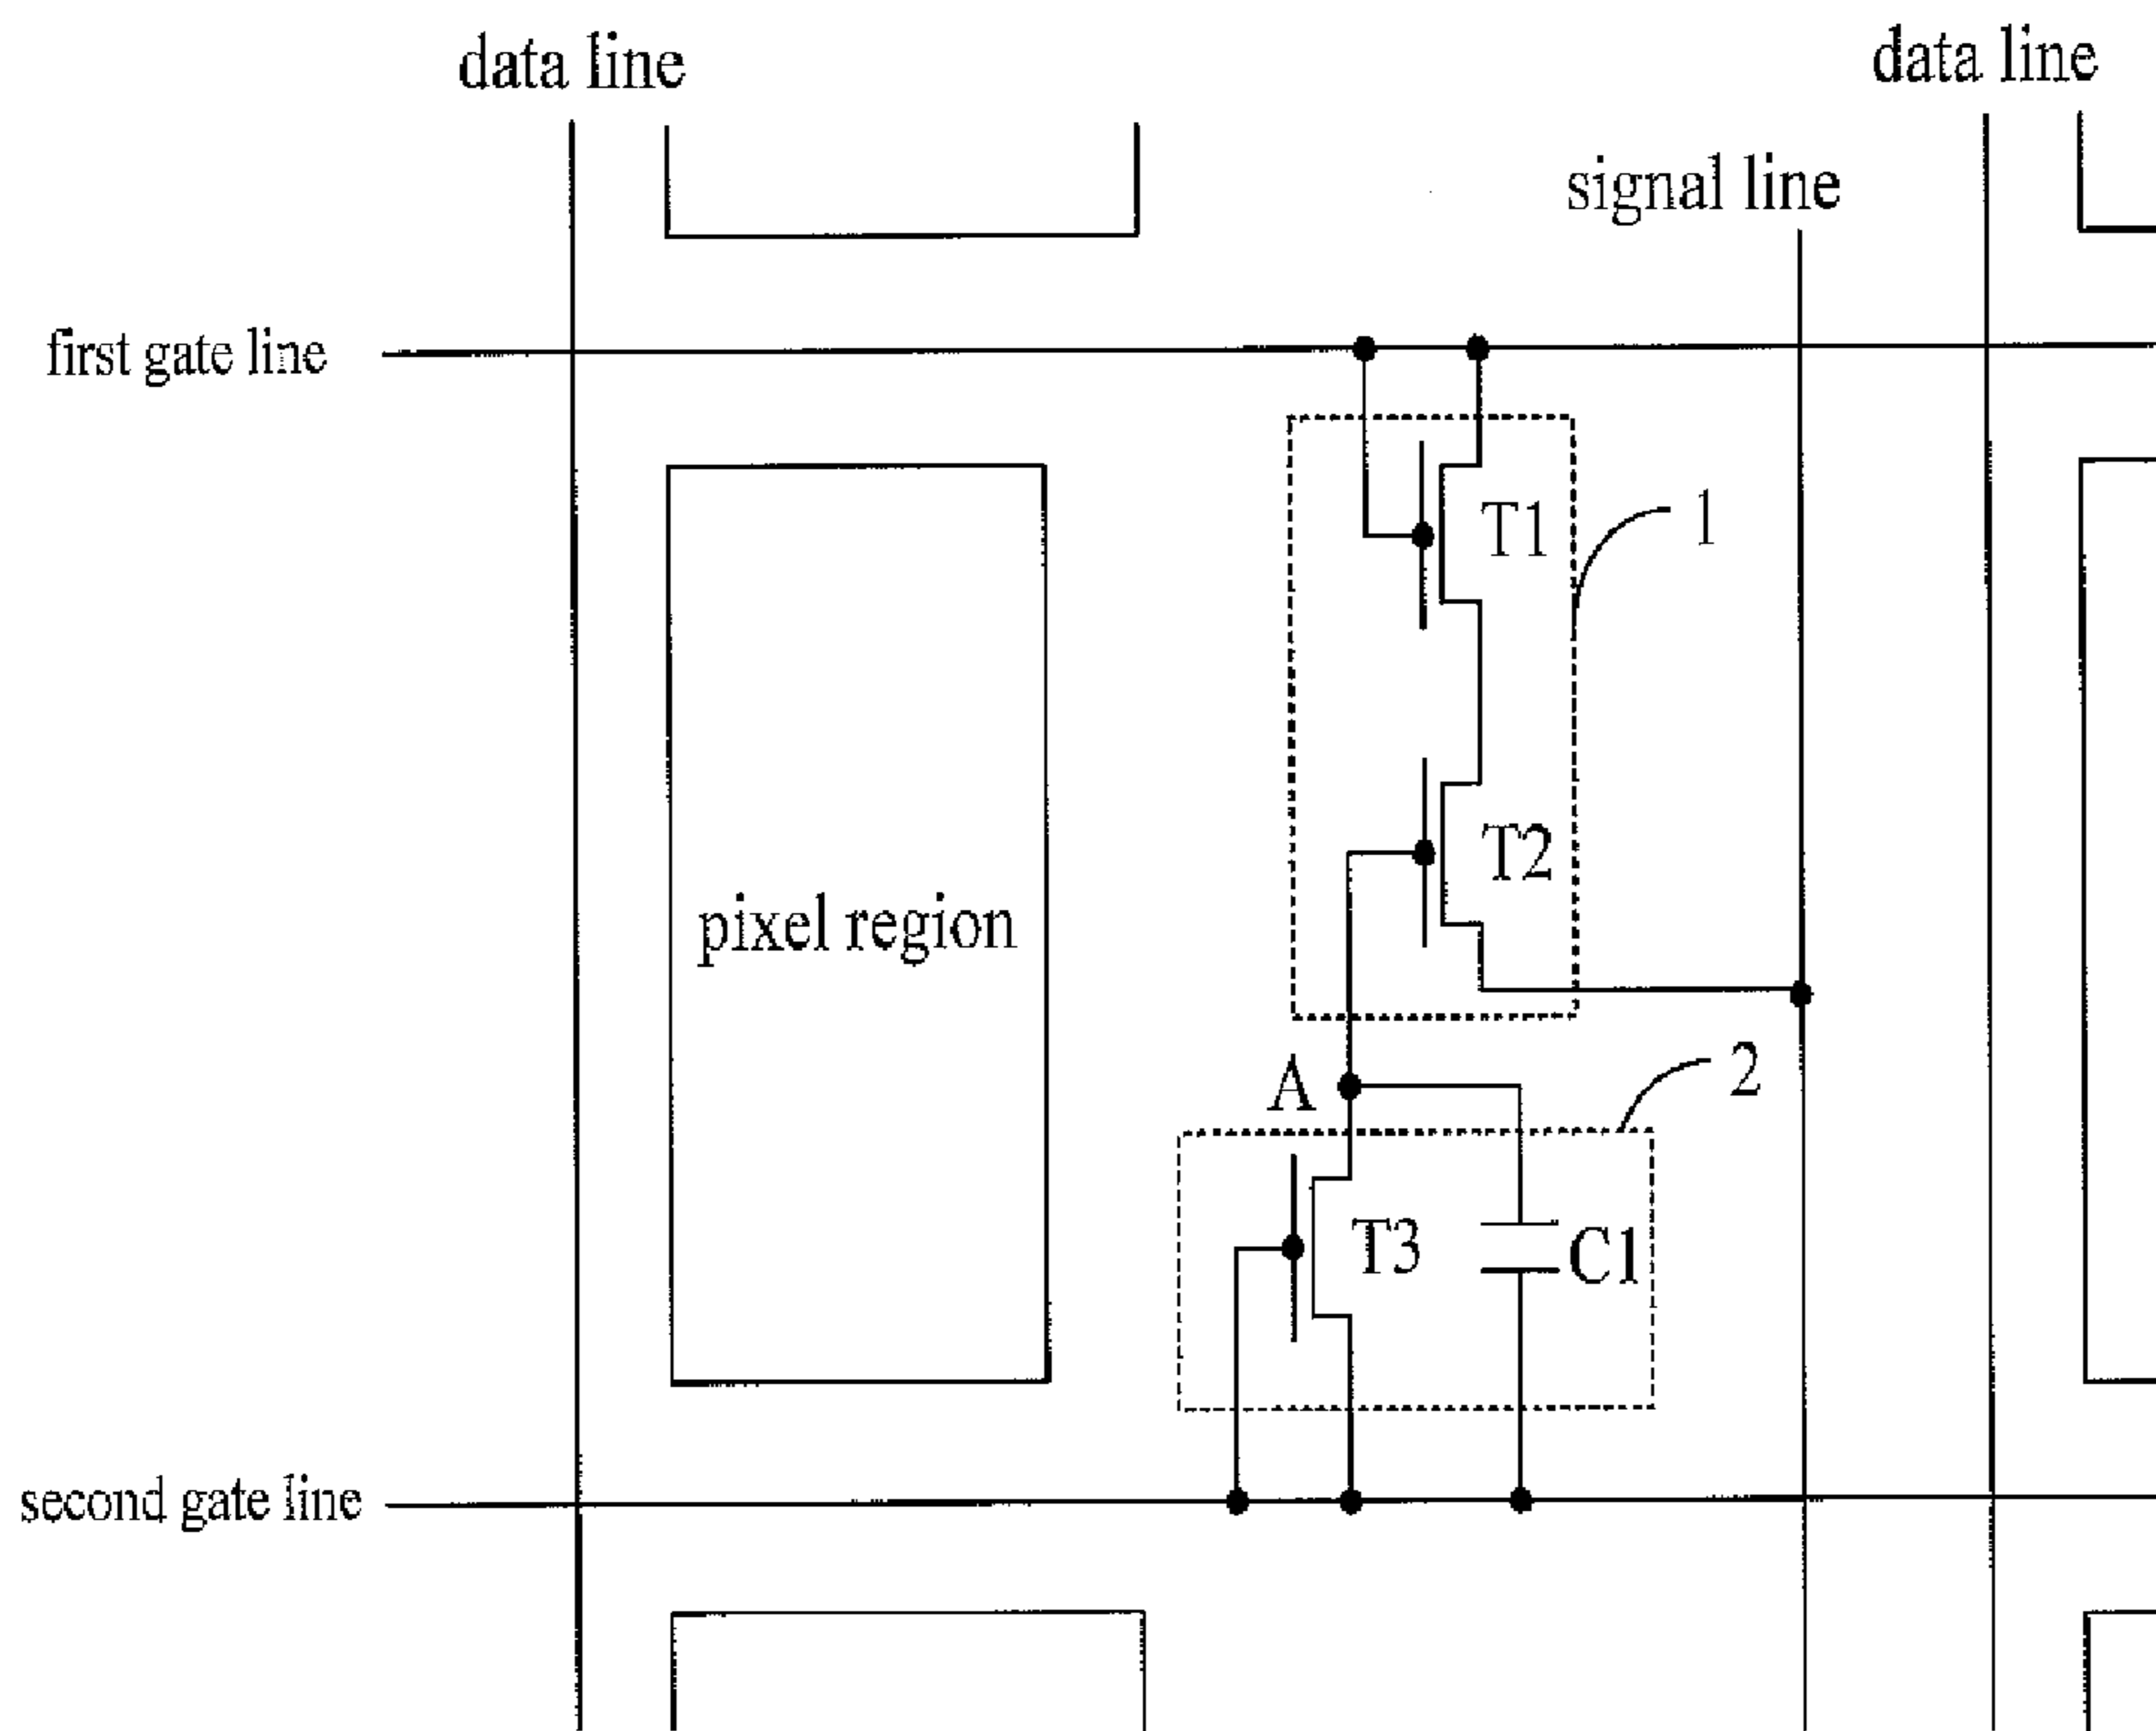 data line
data line
signal line
first gate line
T1
1
T2
pixel region
A
2
T3
C1
second gate line